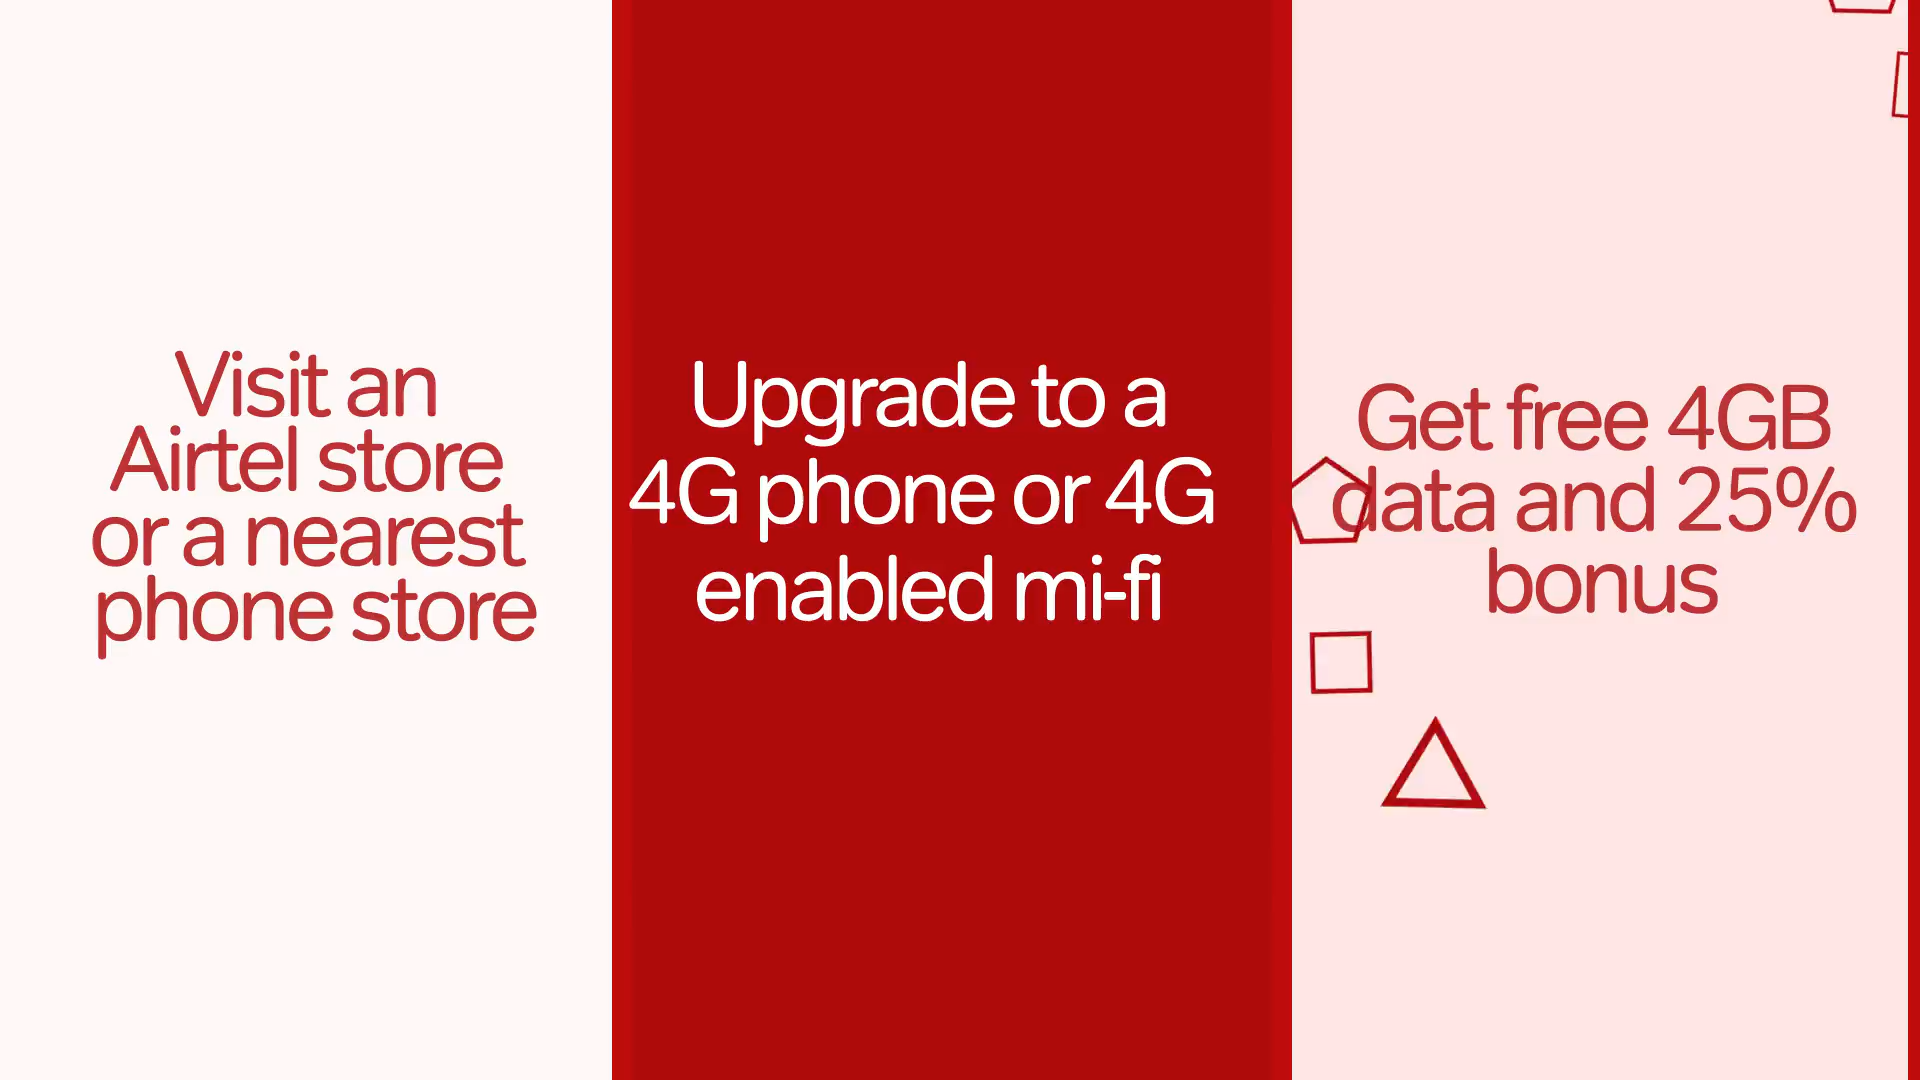 Visit an
Airtel store
or a nearest
phone store
Upgrade to a
4G phone or 4G
enabled mi-fi
Get free 4GB
data and 25%
bonus